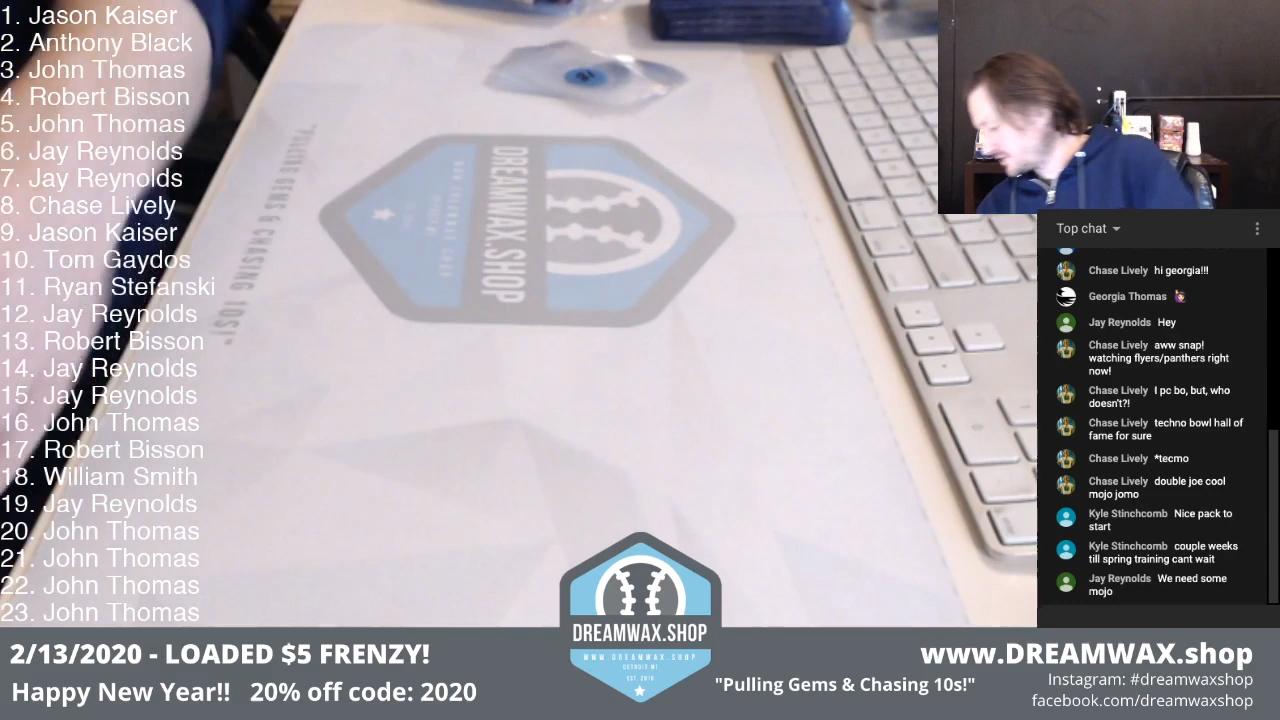 1. Jason Kaiser
2. Anthony Black
3. John Thomas
4. Robert Bisson
5. John Thomas
6. Jay Reynolds
7. Jay Reynolds
8. Chase Lively
9. Jason Kaiser
10. Tom Gaydos
11. Ryan Stefanski
12. Jay Reynolds
13. Robert Bisson
14. Jay Reynolds
15. Jay Reynolds
16. John Thomas
17. Robert Bisson
18. William Smith
19. Jay Reynolds
20. John Thomas
21. John Thomas
22. John Thomas
23. John Thomas
"PULLING GEMS & CHASING 10S!"
DREAMWAX.SHOP
Top chat
Chase Lively hi georgia!!!
Georgia Thomas 🙋🏻‍♀️
Jay Reynolds Hey
Chase Lively aww snap!
watching flyers/panthers right
now!
Chase Lively I pc bo, but, who
doesn't?!
Chase Lively techno bowl hall of
fame for sure
Chase Lively *tecmo
Chase Lively double joe cool
mojo jomo
Kyle Stinchcomb Nice pack to
start
Kyle Stinchcomb couple weeks
till spring training cant wait
Jay Reynolds We need some
mojo
2/13/2020 - LOADED $5 FRENZY!
Happy New Year!! 20% off code: 2020
DREAMWAX.SHOP
WWW.DREAMWAX.SHOP
DETROIT MI
EST. 2018
"Pulling Gems & Chasing 10s!"
www.DREAMWAX.shop
Instagram: #dreamwaxshop
facebook.com/dreamwaxshop